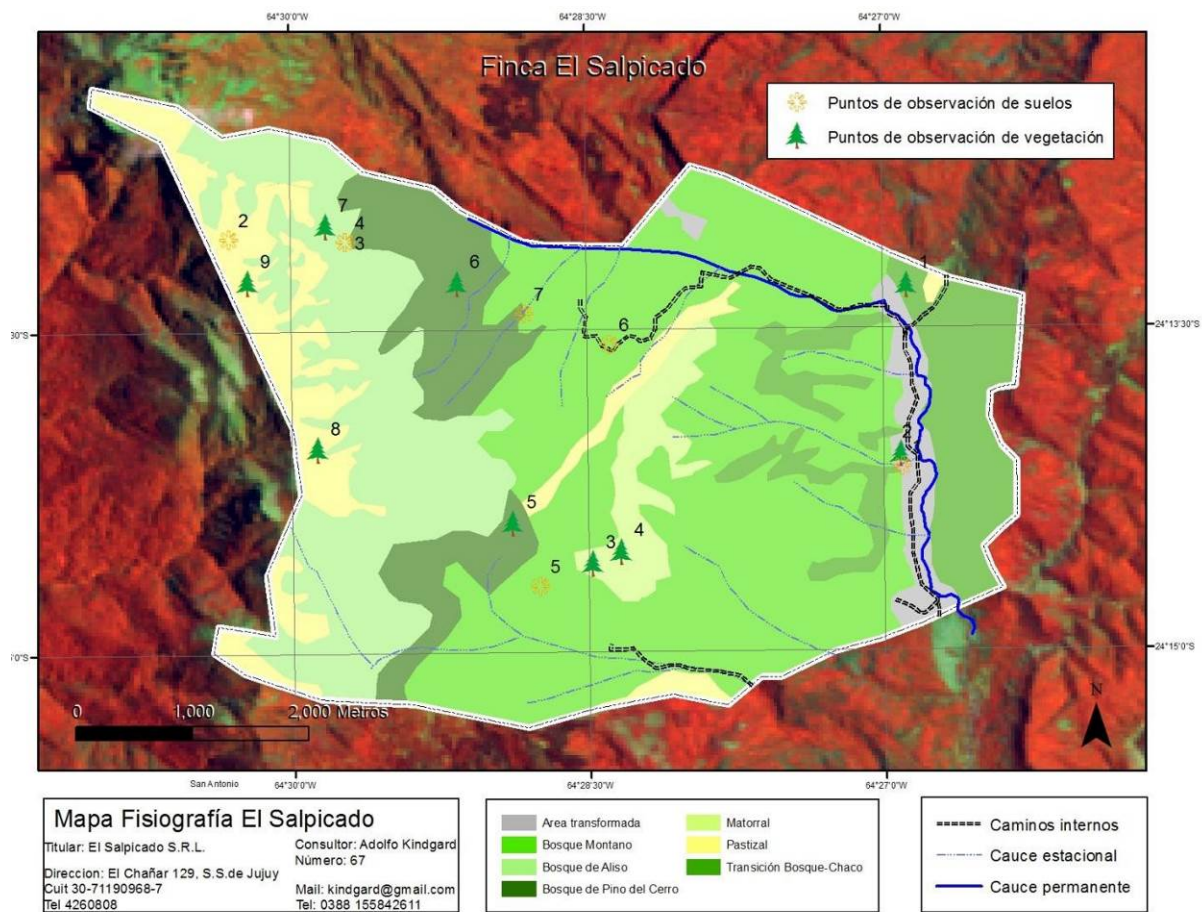 64°30'0"W 64°28'30"W 64°27'0"W
Finca El Salpicado
Puntos de observación de suelos
Puntos de observación de vegetación
7
2 4
3
9 6 1
7
6
30"S 24°13'30"S
8
5
3 4
5
'0"S 24°15'0"S
0 1,000 2,000 Metros
N
San Antonio
64°30'0"W 64°28'30"W 64°27'0"W
Mapa Fisiografía El Salpicado
Titular: El Salpicado S.R.L.
Consultor: Adolfo Kindgard
Número: 67
Direccion: El Chañar 129, S.S.de Jujuy
Cuit 30-71190968-7
Tel 4260808
Mail: kindgard@gmail.com
Tel: 0388 155842611
Area transformada
Bosque Montano
Bosque de Aliso
Bosque de Pino del Cerro
Matorral
Pastizal
Transición Bosque-Chaco
Caminos internos
Cauce estacional
Cauce permanente